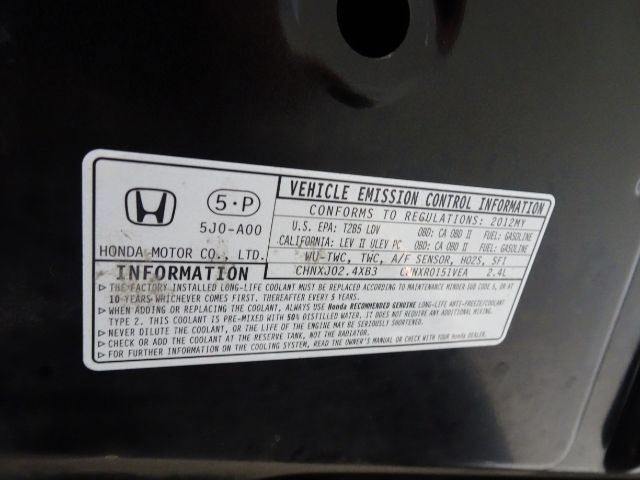 5·P
5J0-A00
HONDA MOTOR CO., LTD.
VEHICLE EMISSION CONTROL INFORMATION
CONFORMS TO REGULATIONS: 2012MY
U.S. EPA: T2B5 LDV OBD: CA OBD II FUEL: GASOLINE
CALIFORNIA: LEV II ULEV PC OBD: CA OBD II FUEL: GASOLINE
WU-TWC, TWC, A/F SENSOR, HO2S, SFI
CHNXJ02.4XB3 CHNXR0151VEA 2.4L
INFORMATION
▷ THE FACTORY INSTALLED LONG-LIFE COOLANT MUST BE REPLACED ACCORDING TO MAINTENANCE MINDER SUB CODE 5, OR AT
10-YEARS WHICHEVER COMES FIRST. THEREAFTER EVERY 5 YEARS.
▷ WHEN ADDING OR REPLACING THE COOLANT, ALWAYS USE Honda RECOMMENDED GENUINE LONG-LIFE ANTI-FREEZE/COOLANT
TYPE 2. THIS COOLANT IS PRE-MIXED WITH 50% DISTILLED WATER. IT DOES NOT REQUIRE ANY ADDITIONAL MIXING.
▷ NEVER DILUTE THE COOLANT, OR THE LIFE OF THE ENGINE MAY BE SERIOUSLY SHORTENED.
▷ CHECK OR ADD THE COOLANT AT THE RESERVE TANK, NOT THE RADIATOR.
▷ FOR FURTHER INFORMATION ON THE COOLING SYSTEM, READ THE OWNER'S MANUAL OR CHECK WITH YOUR Honda DEALER.